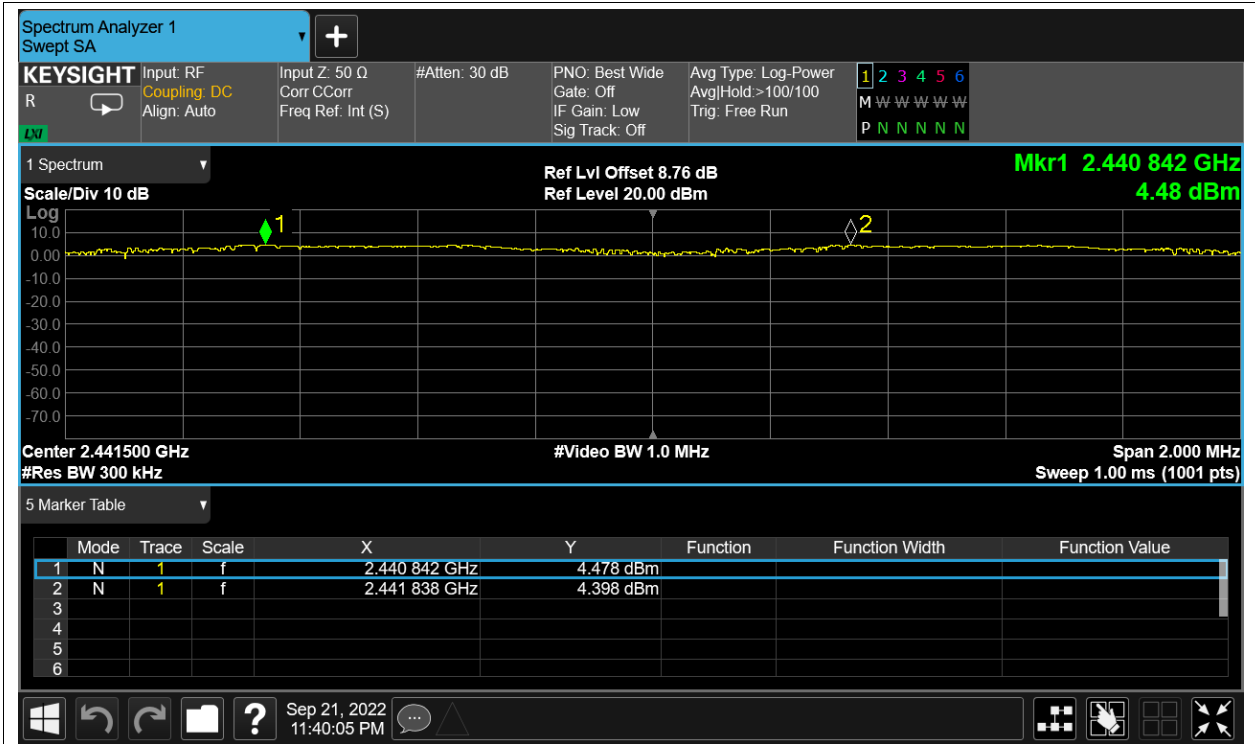 Spectrum Analyzer 1
Swept SA
KEYSIGHT
R
LXI
Input: RF
Coupling: DC
Align: Auto
Input Z: 50 Ω
Corr CCorr
Freq Ref: Int (S)
#Atten: 30 dB
PNO: Best Wide
Gate: Off
IF Gain: Low
Sig Track: Off
Avg Type: Log-Power
Avg|Hold:>100/100
Trig: Free Run
1 2 3 4 5 6
M W W W W W
P N N N N N
1 Spectrum
Scale/Div 10 dB
Ref Lvl Offset 8.76 dB
Ref Level 20.00 dBm
Mkr1 2.440 842 GHz
4.48 dBm
Log
10.0
0.00
-10.0
-20.0
-30.0
-40.0
-50.0
-60.0
-70.0
1
2
Center 2.441500 GHz
#Video BW 1.0 MHz
Span 2.000 MHz
#Res BW 300 kHz
Sweep 1.00 ms (1001 pts)
5 Marker Table
Mode Trace Scale X Y Function Function Width Function Value
1 N 1 f 2.440 842 GHz 4.478 dBm
2 N 1 f 2.441 838 GHz 4.398 dBm
3
4
5
6
?
Sep 21, 2022
11:40:05 PM